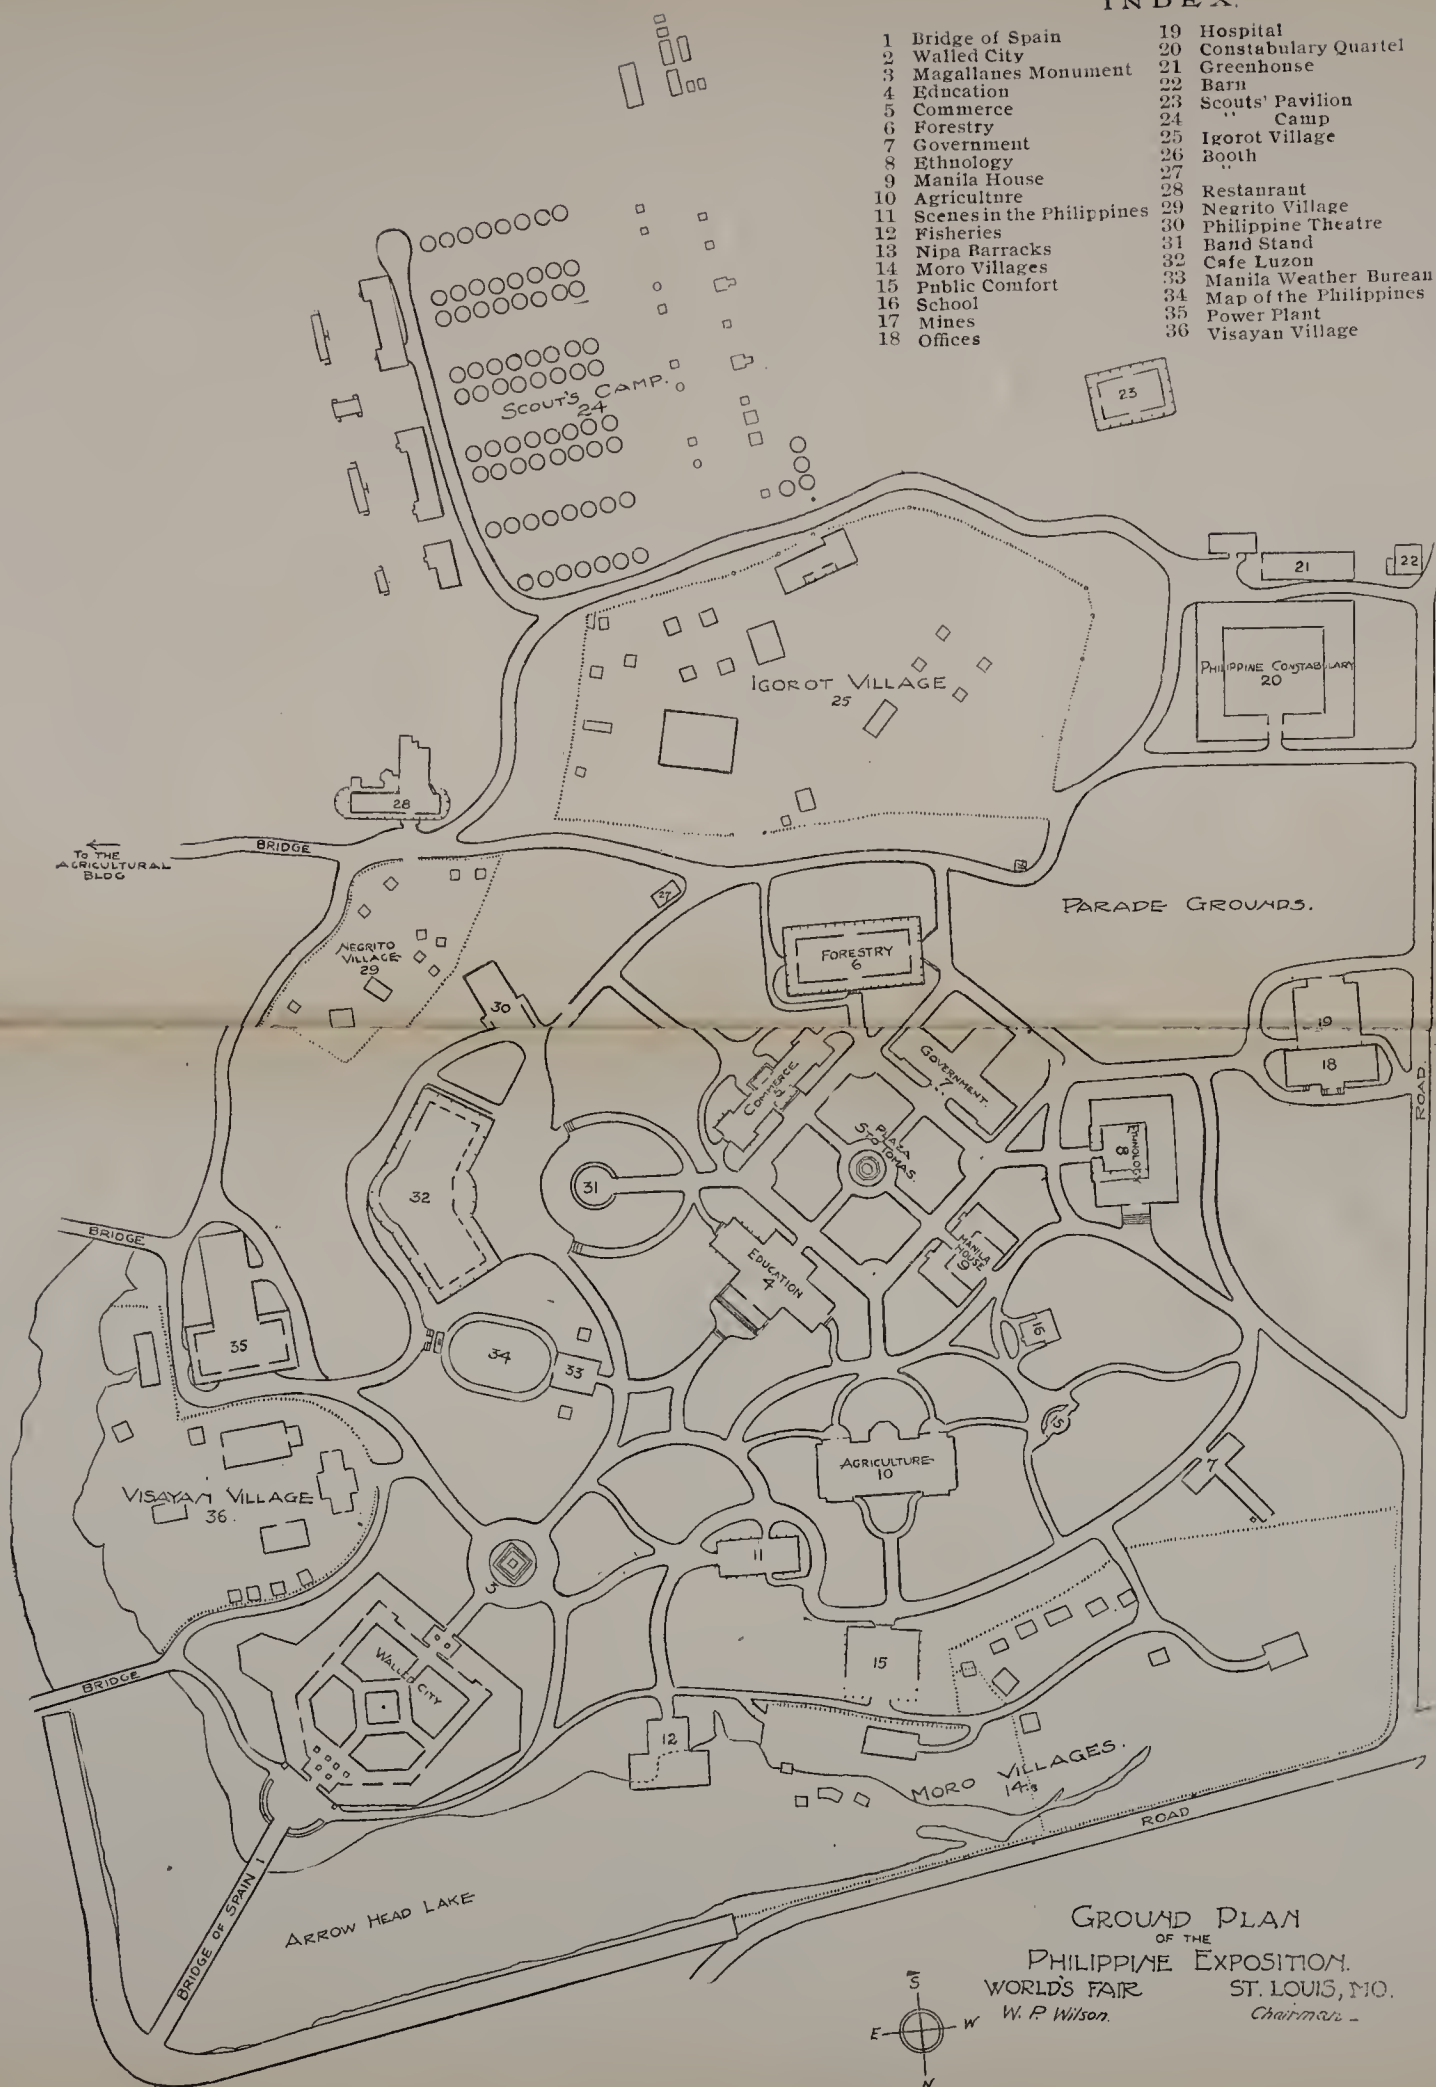 INDEX.
1 Bridge of Spain
2 Walled City
3 Magallanes Monument
4 Education
5 Commerce
6 Forestry
7 Government
8 Ethnology
9 Manila House
10 Agriculture
11 Scenes in the Philippines
12 Fisheries
13 Nipa Barracks
14 Moro Villages
15 Public Comfort
16 School
17 Mines
18 Offices
19 Hospital
20 Constabulary Quartel
21 Greenhonse
22 Barn
23 Scouts' Pavilion
24 " Camp
25 Igorot Village
26 Booth
27 "
28 Restaurant
29 Negrito Village
30 Philippine Theatre
31 Band Stand
32 Cafe Luzon
33 Manila Weather Bureau
34 Map of the Philippines
35 Power Plant
36 Visayan Village
SCOUT'S CAMP.
24
23
21
22
PHILIPPINE CONSTABULARY
20
IGOROT VILLAGE
25
28
BRIDGE
TO THE
AGRICULTURAL
BLDG
27
PARADE GROUNDS.
NEGRITO
VILLAGE
29
FORESTRY
6
30
19
18
GOVERNMENT.
7
COMMERCE
ROAD.
PLAZA
STO TOMAS.
ETHNOLOGY
8
31
32
BRIDGE
EDUCATION
4
MANILA
HOUSE
9
16
35
34
33
15
AGRICULTURE
10
7
VISAYAN VILLAGE
36.
11
3
WALLED CITY
15
BRIDGE
12
MORO VILLAGES.
14
ROAD
BRIDGE OF SPAIN 1
ARROW HEAD LAKE
GROUND PLAN
OF THE
PHILIPPINE EXPOSITION.
WORLD'S FAIR ST. LOUIS, MO.
W. P. Wilson. Chairman
S
E W
N